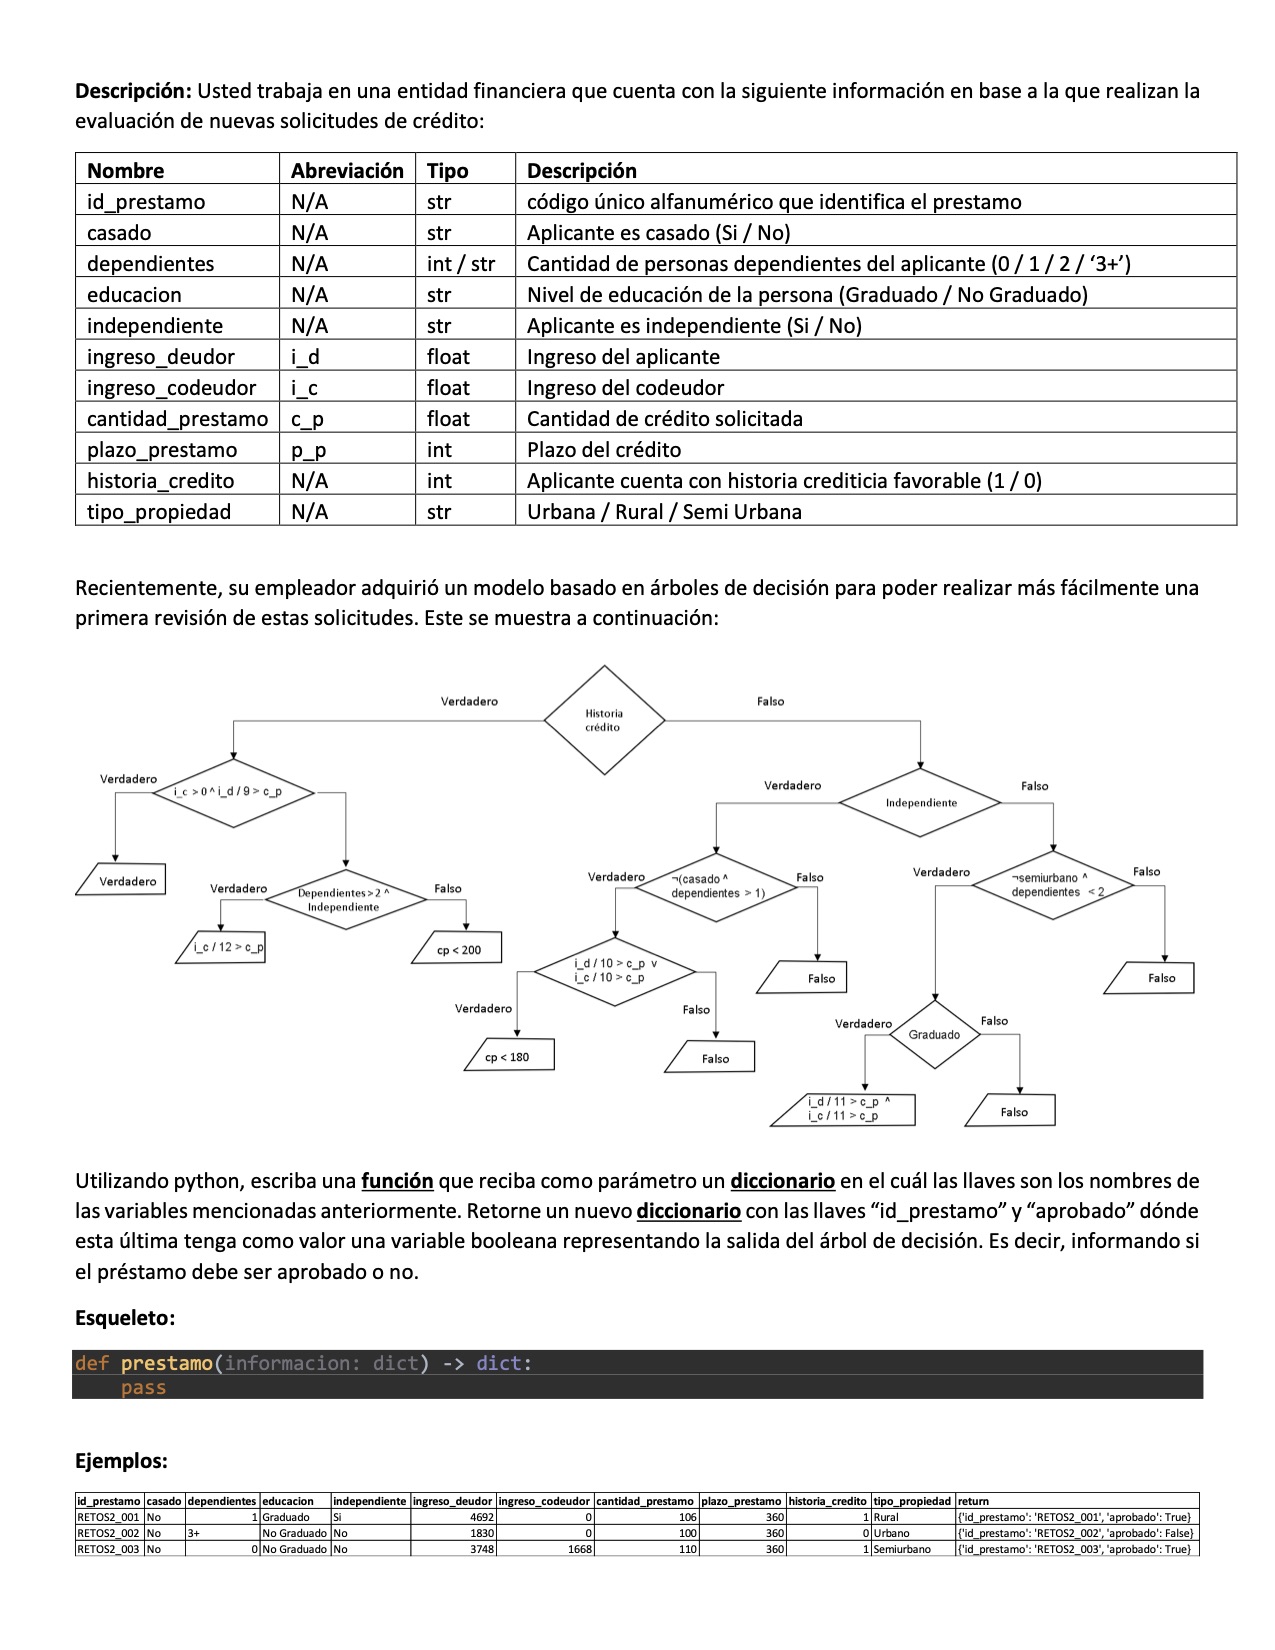 Descripción: Usted trabaja en una entidad financiera que cuenta con la siguiente información en base a la que realizan la
evaluación de nuevas solicitudes de crédito:
Nombre Abreviación Tipo Descripción
id_prestamo N/A str código único alfanumérico que identifica el prestamo
casado N/A str Aplicante es casado (Si / No)
dependientes N/A int / str Cantidad de personas dependientes del aplicante (0 / 1 / 2 / ‘3+’)
educacion N/A str Nivel de educación de la persona (Graduado / No Graduado)
independiente N/A str Aplicante es independiente (Si / No)
ingreso_deudor i_d float Ingreso del aplicante
ingreso_codeudor i_c float Ingreso del codeudor
cantidad_prestamo c_p float Cantidad de crédito solicitada
plazo_prestamo p_p int Plazo del crédito
historia_credito N/A int Aplicante cuenta con historia crediticia favorable (1 / 0)
tipo_propiedad N/A str Urbana / Rural / Semi Urbana
Recientemente, su empleador adquirió un modelo basado en árboles de decisión para poder realizar más fácilmente una
primera revisión de estas solicitudes. Este se muestra a continuación:
Verdadero
Historia
crédito
Falso
Verdadero
i_c > 0 ^ i_d / 9 > c_p
Verdadero
Independiente
Falso
Verdadero
Verdadero
Dependientes > 2 ^
Independiente
Falso
i_c / 12 > c_p
cp < 200
Verdadero
¬(casado ^
dependientes > 1)
Falso
Verdadero
¬semiurbano ^
dependientes < 2
Falso
i_d / 10 > c_p v
i_c / 10 > c_p
Falso
Falso
Verdadero
Falso
cp < 180
Falso
Verdadero
Graduado
Falso
i_d / 11 > c_p ^
i_c / 11 > c_p
Falso
Utilizando python, escriba una función que reciba como parámetro un diccionario en el cuál las llaves son los nombres de
las variables mencionadas anteriormente. Retorne un nuevo diccionario con las llaves “id_prestamo” y “aprobado” dónde
esta última tenga como valor una variable booleana representando la salida del árbol de decisión. Es decir, informando si
el préstamo debe ser aprobado o no.
Esqueleto:
def prestamo(informacion: dict) -> dict:
    pass
Ejemplos:
id_prestamo casado dependientes educacion independiente ingreso_deudor ingreso_codeudor cantidad_prestamo plazo_prestamo historia_credito tipo_propiedad return
RETOS2_001 No 1 Graduado Si 4692 0 106 360 1 Rural {'id_prestamo': 'RETOS2_001', 'aprobado': True}
RETOS2_002 No 3+ No Graduado No 1830 0 100 360 0 Urbano {'id_prestamo': 'RETOS2_002', 'aprobado': False}
RETOS2_003 No 0 No Graduado No 3748 1668 110 360 1 Semiurbano {'id_prestamo': 'RETOS2_003', 'aprobado': True}